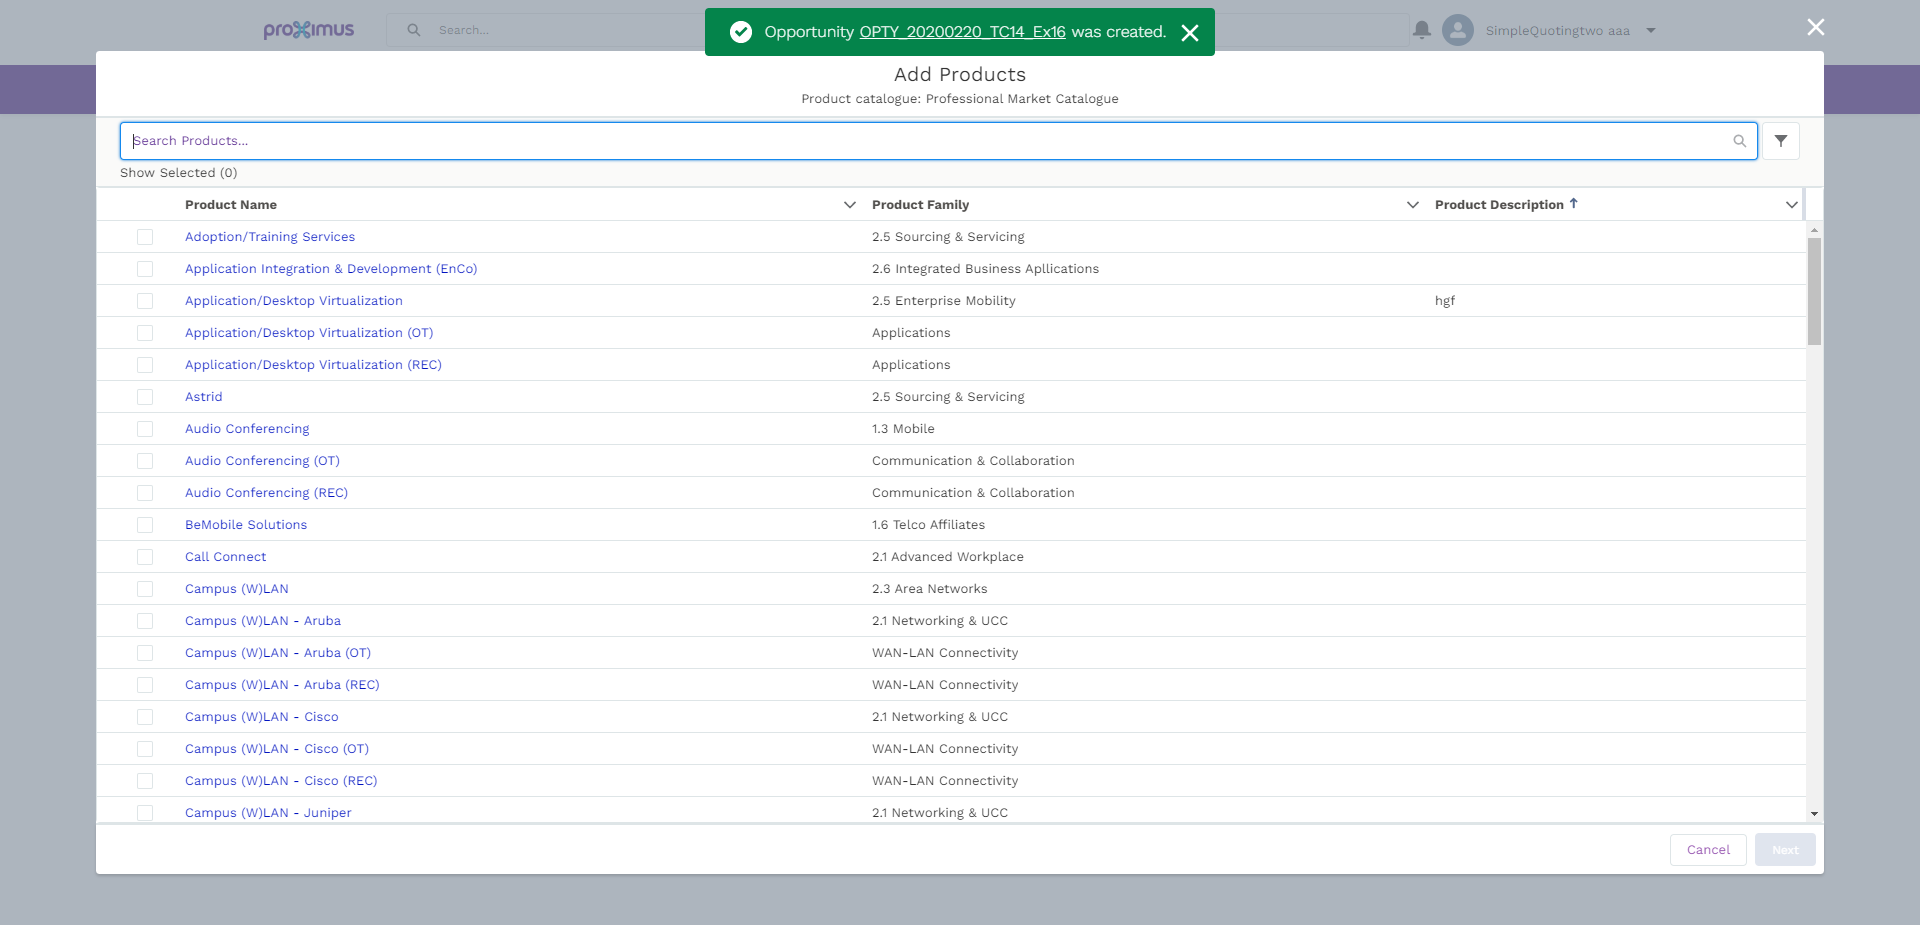 proximus
Search...
Opportunity OPTY_20200220_TC14_Ex16 was created.
SimpleQuotingtwo aaa
Add Products
Product catalogue: Professional Market Catalogue
Search Products...
Show Selected (0)
Product Name Product Family Product Description
Adoption/Training Services 2.5 Sourcing & Servicing
Application Integration & Development (EnCo) 2.6 Integrated Business Apllications
Application/Desktop Virtualization 2.5 Enterprise Mobility hgf
Application/Desktop Virtualization (OT) Applications
Application/Desktop Virtualization (REC) Applications
Astrid 2.5 Sourcing & Servicing
Audio Conferencing 1.3 Mobile
Audio Conferencing (OT) Communication & Collaboration
Audio Conferencing (REC) Communication & Collaboration
BeMobile Solutions 1.6 Telco Affiliates
Call Connect 2.1 Advanced Workplace
Campus (W)LAN 2.3 Area Networks
Campus (W)LAN - Aruba 2.1 Networking & UCC
Campus (W)LAN - Aruba (OT) WAN-LAN Connectivity
Campus (W)LAN - Aruba (REC) WAN-LAN Connectivity
Campus (W)LAN - Cisco 2.1 Networking & UCC
Campus (W)LAN - Cisco (OT) WAN-LAN Connectivity
Campus (W)LAN - Cisco (REC) WAN-LAN Connectivity
Campus (W)LAN - Juniper 2.1 Networking & UCC
Cancel Next